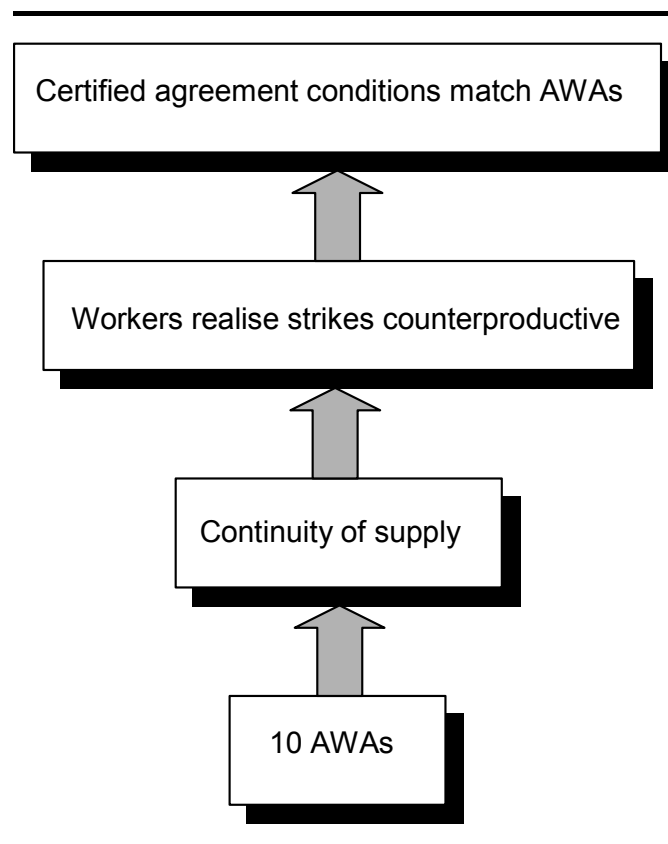 Certified agreement conditions match AWAs
Workers realise strikes counterproductive
Continuity of supply
10 AWAs